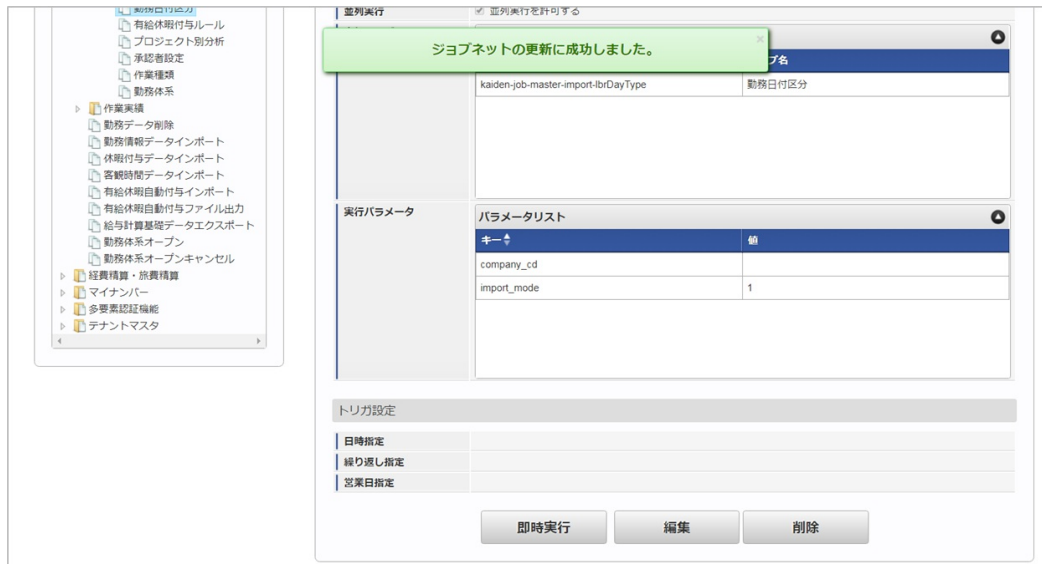 勤務日付区分
有給休暇付与ルール
プロジェクト別分析
承認者設定
作業種類
勤務体系
作業実績
勤務データ削除
勤務情報データインポート
休暇付与データインポート
客観時間データインポート
有給休暇自動付与インポート
有給休暇自動付与ファイル出力
給与計算基礎データエクスポート
勤務体系オープン
勤務体系オープンキャンセル
経費精算・旅費精算
マイナンバー
多要素認証機能
テナントマスタ
並列実行
並列実行を許可する
ジョブネットの更新に成功しました。
ブ名
kaiden-job-master-import-lbrDayType
勤務日付区分
実行パラメータ
パラメータリスト
キー
値
company_cd
import_mode
1
トリガ設定
日時指定
繰り返し指定
営業日指定
即時実行
編集
削除